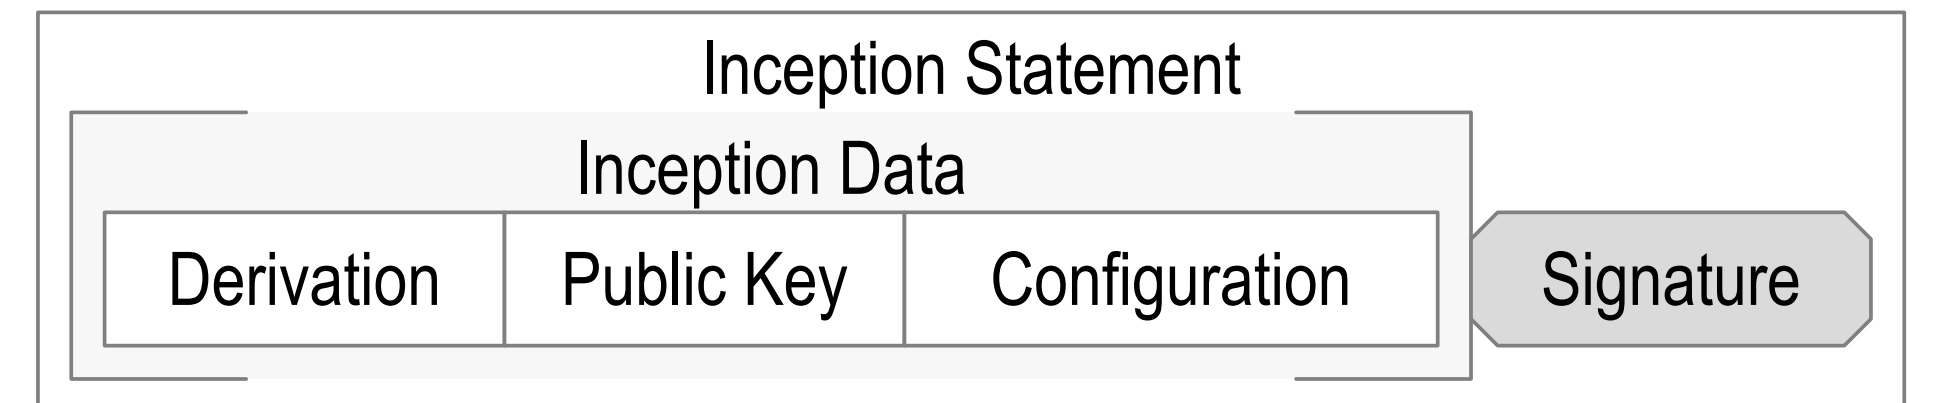 Inception Statement
Inception Data
Derivation Public Key Configuration Signature